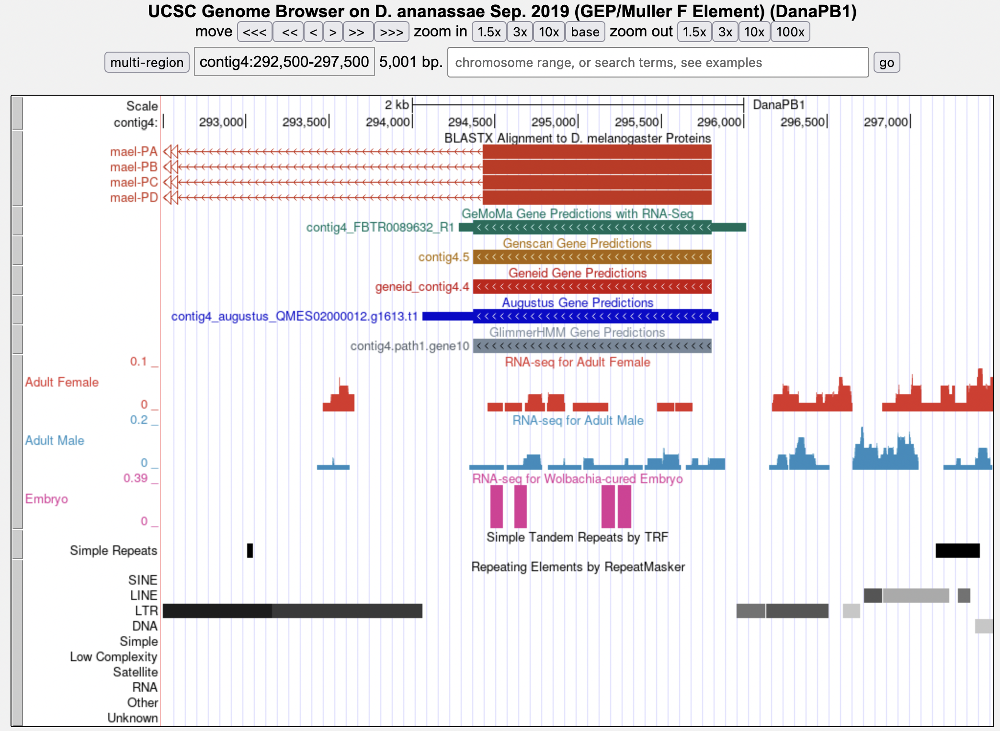 UCSC Genome Browser on D. ananassae Sep. 2019 (GEP/Muller F Element) (DanaPB1)
move <<< << < > >> >>> zoom in 1.5x 3x 10x base zoom out 1.5x 3x 10x 100x
multi-region contig4:292,500-297,500 5,001 bp. chromosome range, or search terms, see examples go
Scale 2 kb DanaPB1
contig4: 293,000 293,500 294,000 294,500 295,000 295,500 296,000 296,500 297,000
BLASTX Alignment to D. melanogaster Proteins
mael-PA
mael-PB
mael-PC
mael-PD
GeMoMa Gene Predictions with RNA-Seq
contig4_FBTR0089632_R1
Genscan Gene Predictions
contig4.5
Geneid Gene Predictions
geneid_contig4.4
Augustus Gene Predictions
contig4_augustus_QMES02000012.g1613.t1
GlimmerHMM Gene Predictions
contig4.path1.gene10
0.1 _ RNA-seq for Adult Female
Adult Female
0 _
0.2 _ RNA-seq for Adult Male
Adult Male
0 _
0.39 _ RNA-seq for Wolbachia-cured Embryo
Embryo
0 _
Simple Tandem Repeats by TRF
Simple Repeats
Repeating Elements by RepeatMasker
SINE
LINE
LTR
DNA
Simple
Low Complexity
Satellite
RNA
Other
Unknown